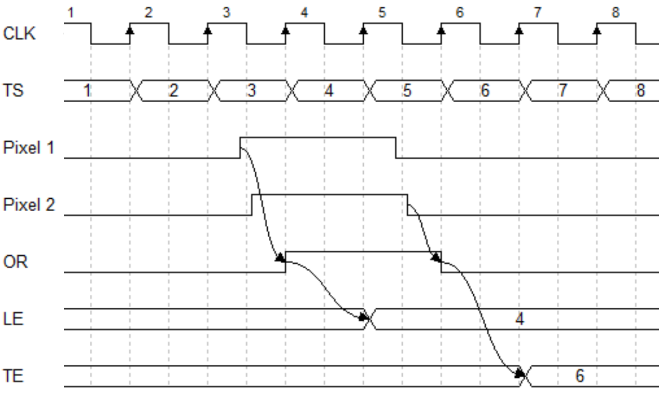 1 2 3 4 5 6 7 8
CLK
TS 1 2 3 4 5 6 7 8
Pixel 1
Pixel 2
OR
LE 4
TE 6